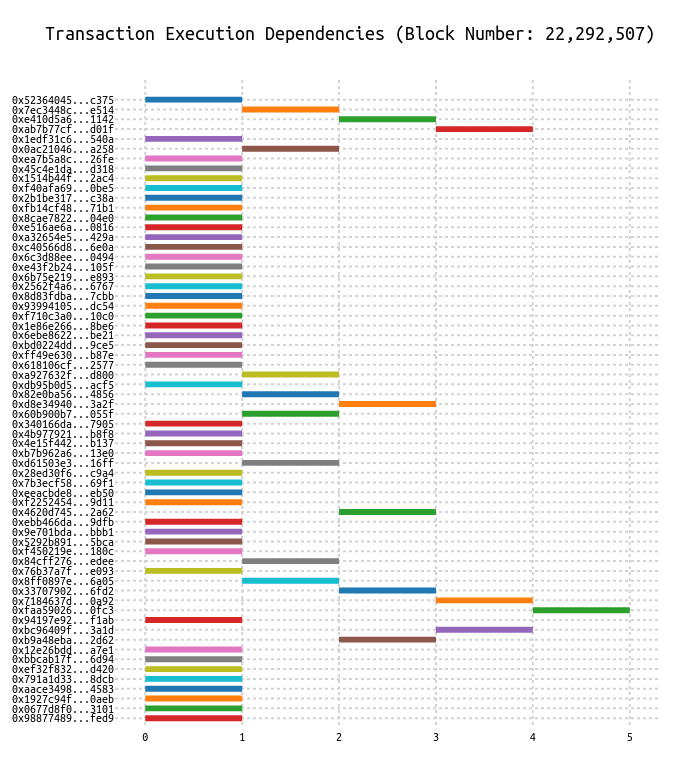 Transaction Execution Dependencies (Block Number: 22,292,507)
0x52364045...c375
0x7ec3448c...e514
0xe410d5a6...1142
0xab7b77cf...d01f
0x1edf31c6...540a
0x0ac21046...a258
0xea7b5a8c...26fe
0x45c4e1da...d318
0x1514b44f...2ac4
0xf40afa69...0be5
0x2b1be317...c38a
0xfb14cf48...71b1
0x8cae7822...04e0
0xe516ae6a...0816
0xa32654e5...429a
0xc40566d8...6e0a
0x6c3d88ee...0494
0xe43f2b24...105f
0x6b75e219...e893
0x2562f4a6...6767
0x8d83fdba...7cbb
0x93994105...dc54
0xf710c3a0...10c0
0x1e86e266...8be6
0x6ebe8622...be21
0xbd0224dd...9ce5
0xff49e630...b87e
0x618106cf...2577
0xa927632f...d800
0xdb95b0d5...acf5
0x82e0ba56...4856
0xd8e34940...3a2f
0x60b900b7...055f
0x340166da...7905
0x4b977921...b8f8
0x4e15f442...b137
0xb7b962a6...13e0
0xd61503e3...16ff
0x28ed30f6...c9a4
0x7b3ecf58...69f1
0xeeacbde8...eb50
0xf2252454...9d11
0x4620d745...2a62
0xebb466da...9dfb
0x9e701bda...bbb1
0x5292b891...5bca
0xf450219e...180c
0x84cff276...edee
0x76b37a7f...e093
0x8ff0897e...6a05
0x33707902...6fd2
0x7184637d...0a92
0xfaa59026...0fc3
0x94197e92...f1ab
0xbc96409f...3a1d
0xb9a48eba...2d62
0x12e26bdd...a7e1
0xbbcab17f...6d94
0xef32f832...d420
0x791a1d33...8dcb
0xaace3498...4583
0x1927c94f...0aeb
0x0677d8f0...3101
0x98877489...fed9
0 1 2 3 4 5